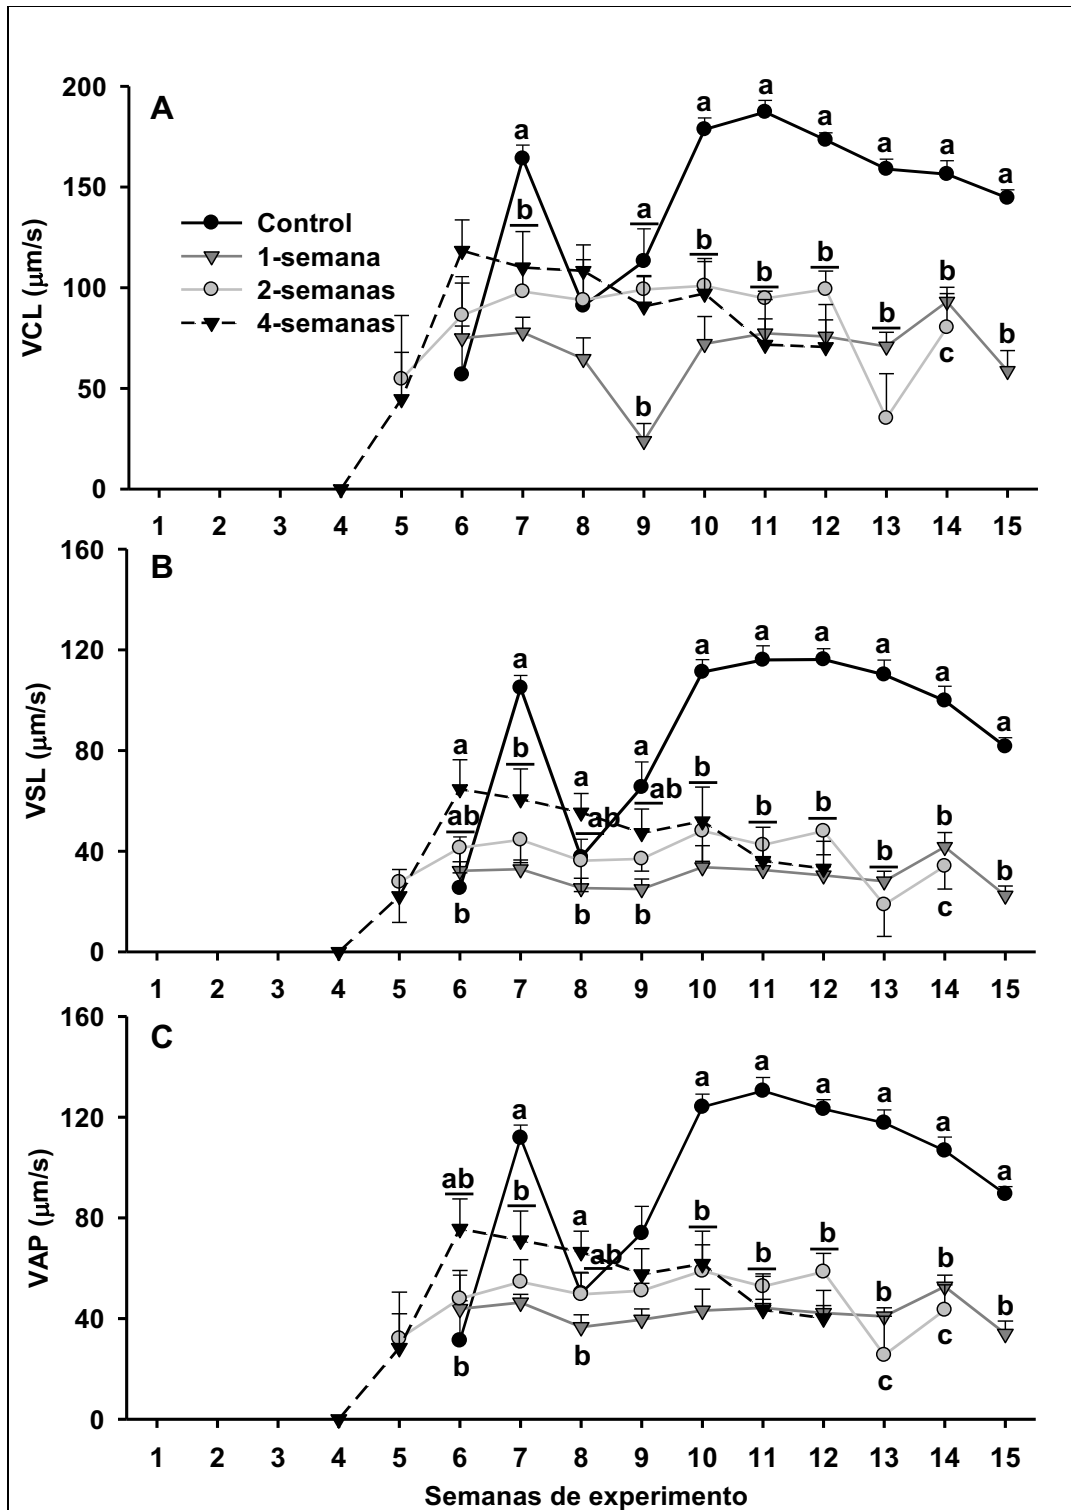 A
200
a
a
a
a
a
a
a
150
VCL (μm/s)
Control
1-semana
2-semanas
4-semanas
b
a
b
b
b
b
b
b
c
b
100
50
0
1 2 3 4 5 6 7 8 9 10 11 12 13 14 15
B
160
120
80
40
0
VSL (μm/s)
a
a
a
a
a
a
a
a
b
a
a
ab
ab
ab
b
b
b
b
b
b
b
b
b
c
1 2 3 4 5 6 7 8 9 10 11 12 13 14 15
C
160
120
80
40
0
VAP (μm/s)
a
a
a
a
a
a
a
ab
b
a
ab
b
b
b
b
b
b
b
b
c
c
1 2 3 4 5 6 7 8 9 10 11 12 13 14 15
Semanas de experimento